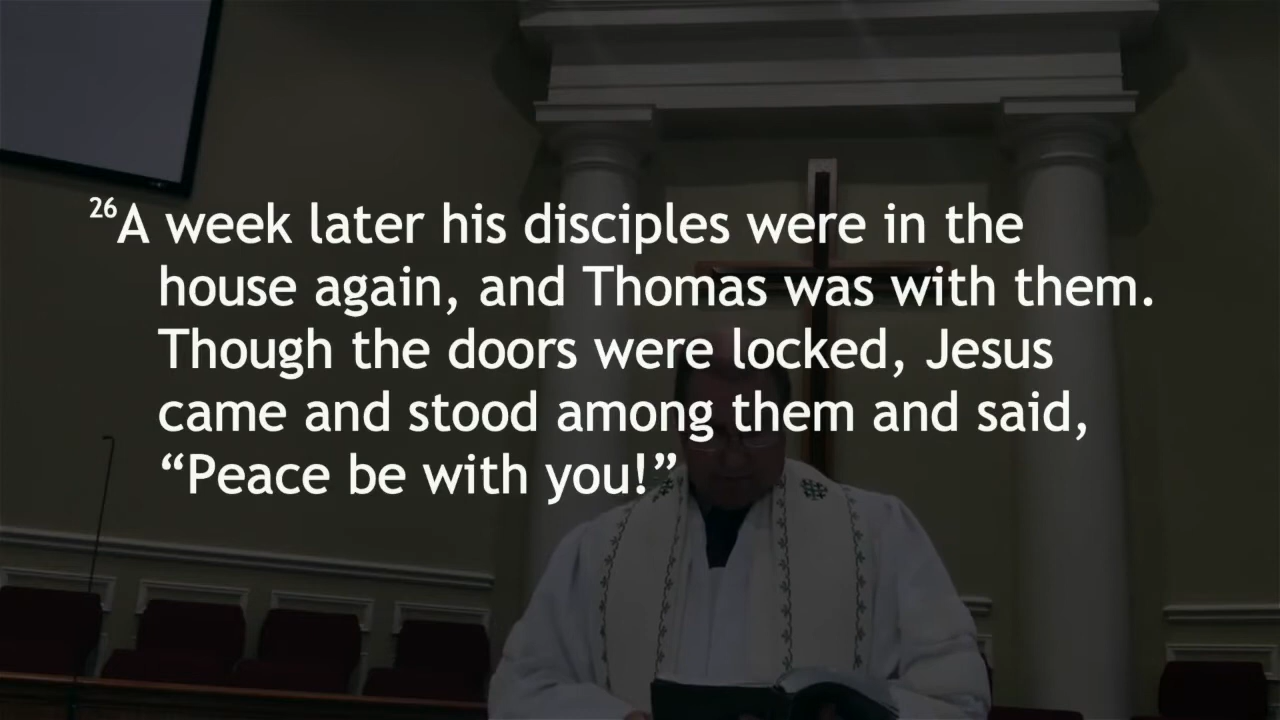 26A week later his disciples were in the
house again, and Thomas was with them.
Though the doors were locked, Jesus
came and stood among them and said,
“Peace be with you!”